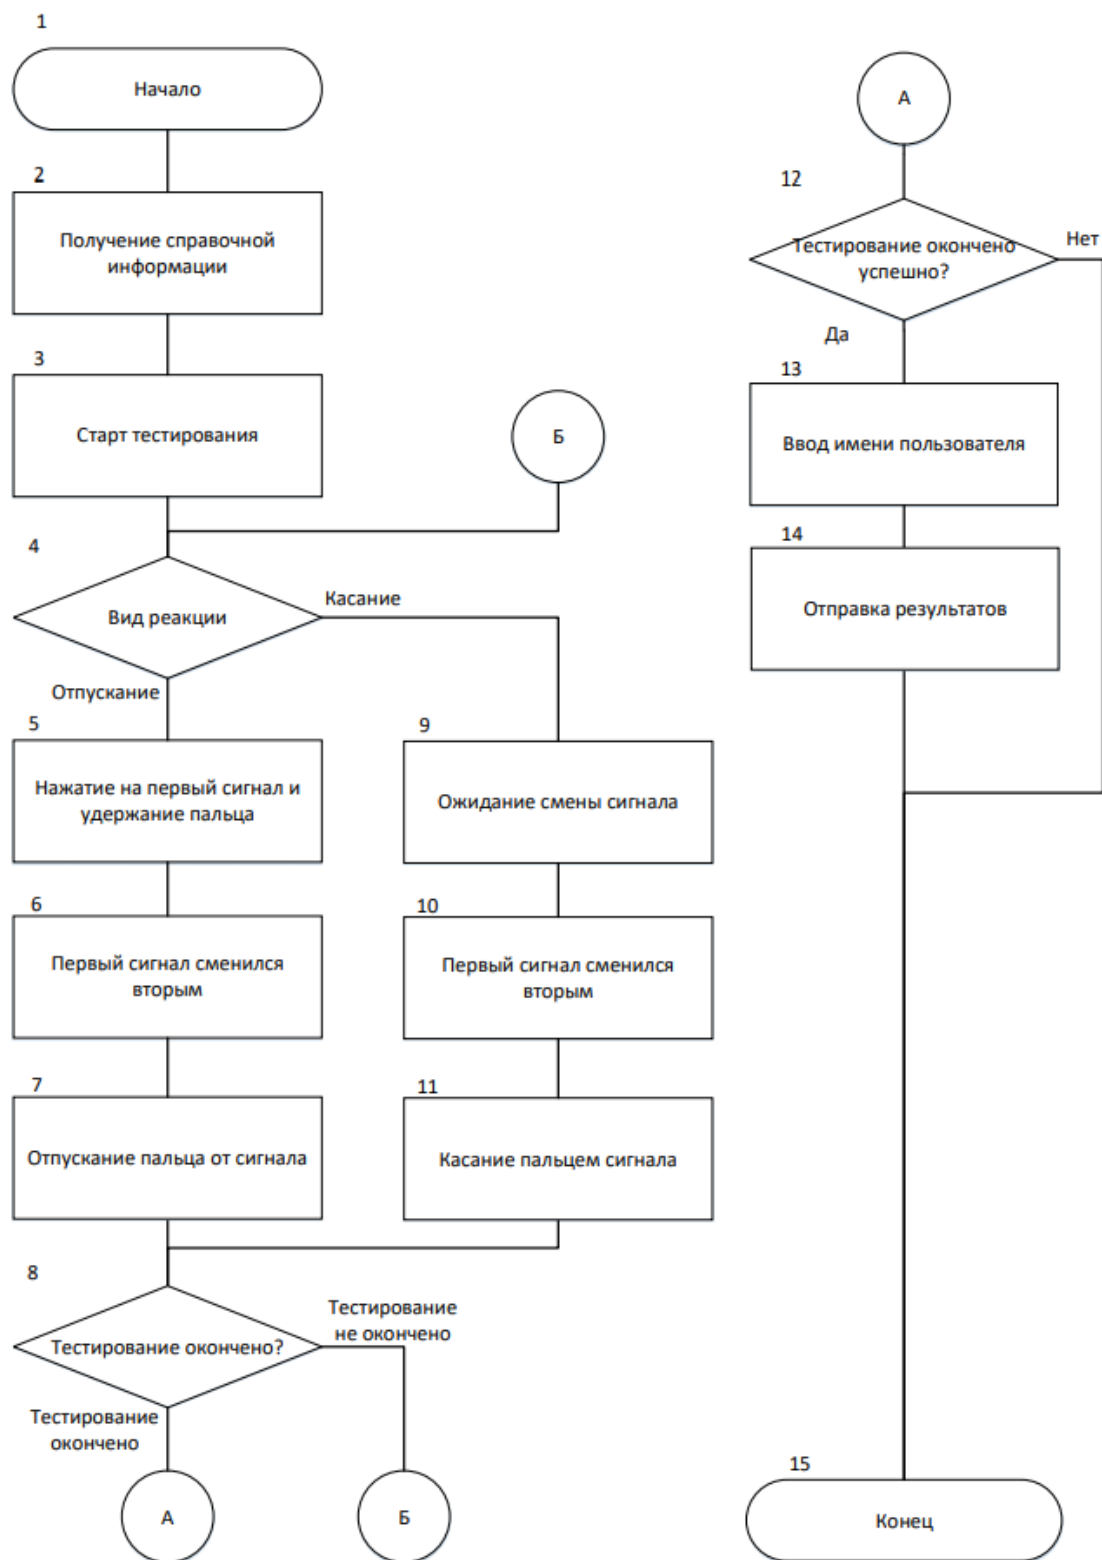 1
Начало
2
Получение справочной
информации
3
Старт тестирования
Б
4
Вид реакции
Касание
Отпускание
5
Нажатие на первый сигнал и
удержание пальца
9
Ожидание смены сигнала
6
Первый сигнал сменился
вторым
10
Первый сигнал сменился
вторым
7
Отпускание пальца от сигнала
11
Касание пальцем сигнала
8
Тестирование окончено?
Тестирование
не окончено
Тестирование
окончено
А
Б
А
12
Тестирование окончено
успешно?
Нет
Да
13
Ввод имени пользователя
14
Отправка результатов
15
Конец